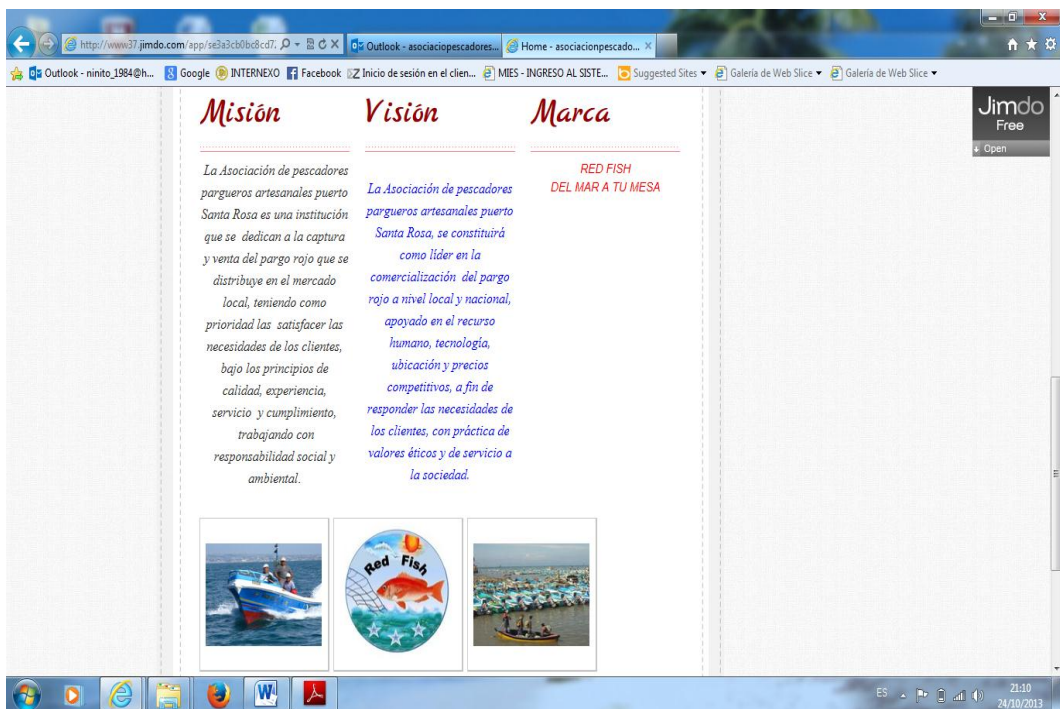 http://www37.jimdo.com/app/se3a3cb0bc8cd7.
Outlook - asociaciopescadores...
Home - asociacionpescado...
Outlook - ninito_1984@h...
Google
INTERNEXO
Facebook
Inicio de sesión en el clien...
MIES - INGRESO AL SISTE...
Suggested Sites
Galería de Web Slice
Galería de Web Slice
Jimdo
Free
Open
Misión
La Asociación de pescadores
pargueros artesanales puerto
Santa Rosa es una institución
que se dedican a la captura
y venta del pargo rojo que se
distribuye en el mercado
local, teniendo como
prioridad las satisfacer las
necesidades de los clientes,
bajo los principios de
calidad, experiencia,
servicio y cumplimiento,
trabajando con
responsabilidad social y
ambiental.
Visión
La Asociación de pescadores
pargueros artesanales puerto
Santa Rosa, se constituirá
como líder en la
comercialización del pargo
rojo a nivel local y nacional,
apoyado en el recurso
humano, tecnología,
ubicación y precios
competitivos, a fin de
responder las necesidades de
los clientes, con práctica de
valores éticos y de servicio a
la sociedad.
Marca
RED FISH
DEL MAR A TU MESA
Red Fish
ES
21:10
24/10/2013